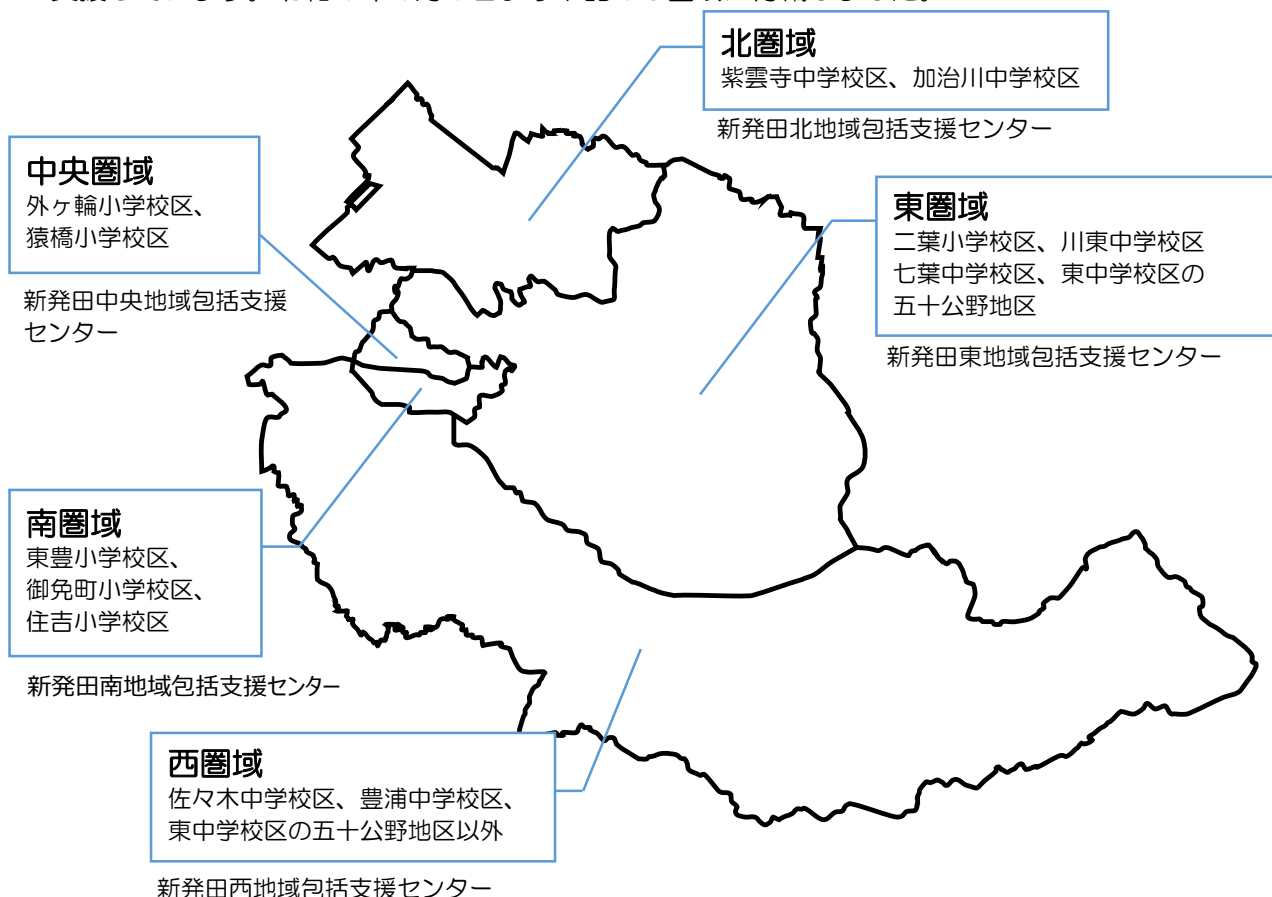 北圏域
紫雲寺中学校区、加治川中学校区
新発田北地域包括支援センター
中央圏域
外ヶ輪小学校区、
猿橋小学校区
新発田中央地域包括支援
センター
東圏域
二葉小学校区、川東中学校区
七葉中学校区、東中学校区の
五十公野地区
新発田東地域包括支援センター
南圏域
東豊小学校区、
御免町小学校区、
住吉小学校区
新発田南地域包括支援センター
西圏域
佐々木中学校区、豊浦中学校区、
東中学校区の五十公野地区以外
新発田西地域包括支援センター